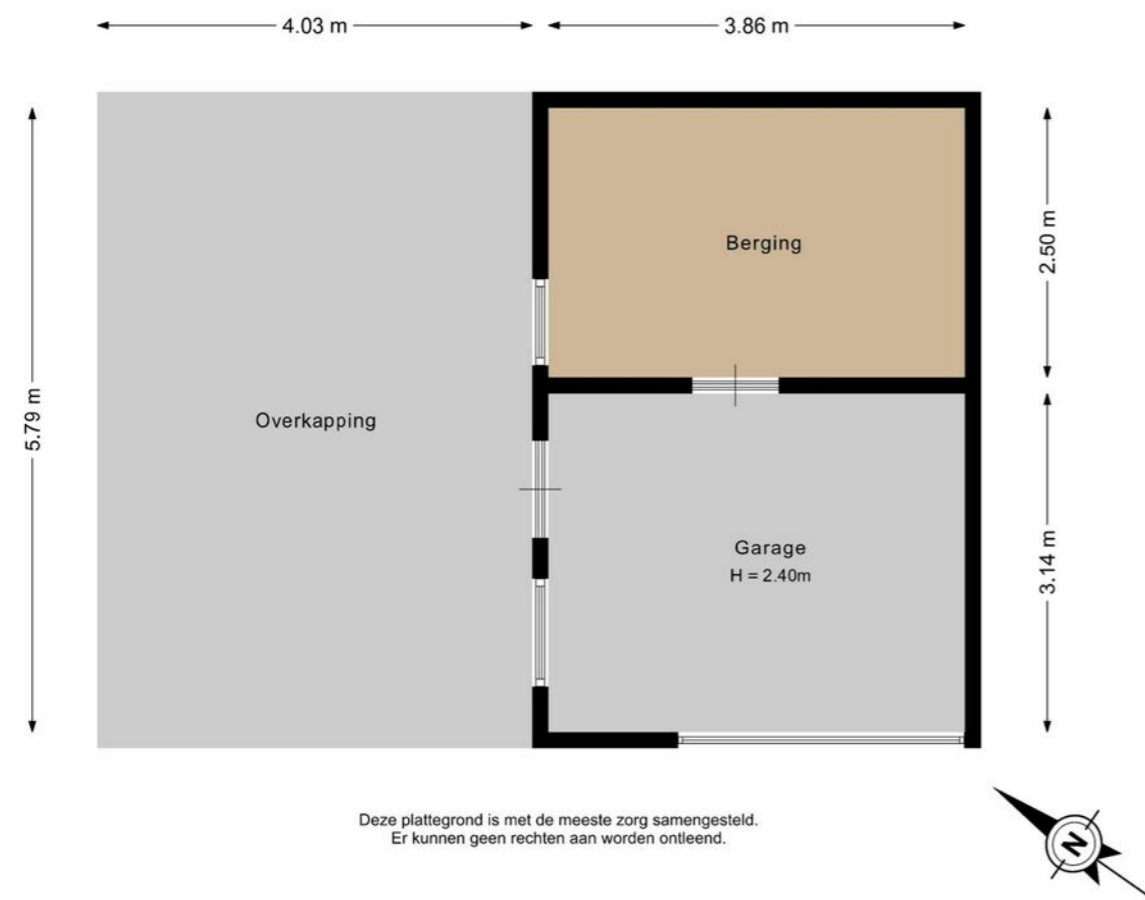 4.03 m
3.86 m
Berging
2.50 m
5.79 m
Overkapping
Garage
H = 2.40m
3.14 m
Deze plattegrond is met de meeste zorg samengesteld.
Er kunnen geen rechten aan worden ontleend.
N